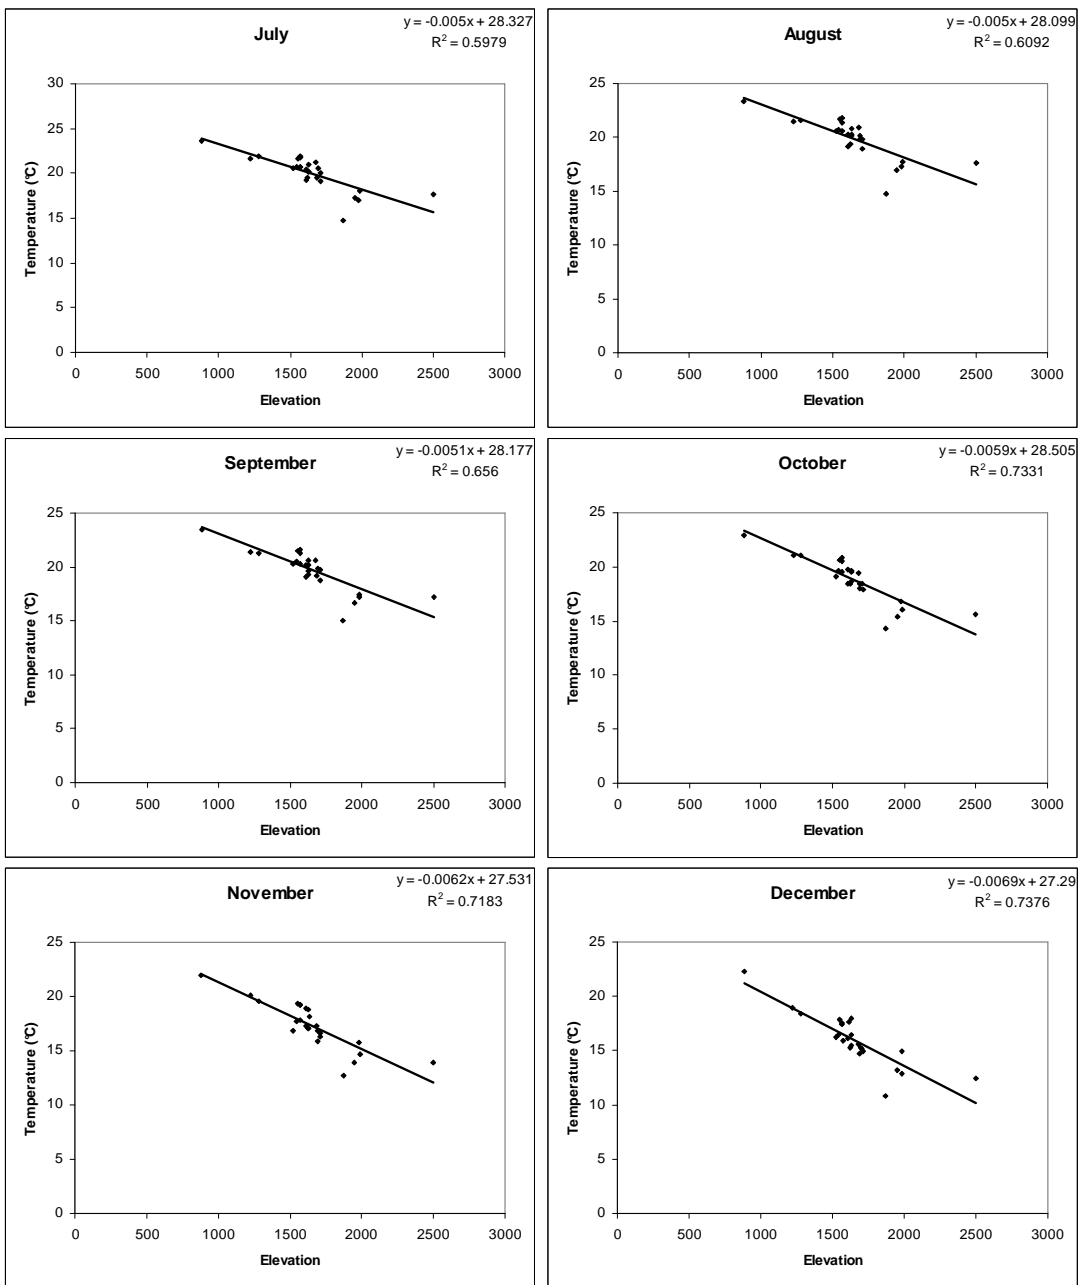 July
y = -0.005x + 28.327
R² = 0.5979
30
25
20
15
10
5
0
0 500 1000 1500 2000 2500 3000
Temperature (°C)
Elevation
August
y = -0.005x + 28.099
R² = 0.6092
25
20
15
10
5
0
0 500 1000 1500 2000 2500 3000
Temperature (°C)
Elevation
September
y = -0.0051x + 28.177
R² = 0.656
25
20
15
10
5
0
0 500 1000 1500 2000 2500 3000
Temperature (°C)
Elevation
October
y = -0.0059x + 28.505
R² = 0.7331
25
20
15
10
5
0
0 500 1000 1500 2000 2500 3000
Temperature (°C)
Elevation
November
y = -0.0062x + 27.531
R² = 0.7183
25
20
15
10
5
0
0 500 1000 1500 2000 2500 3000
Temperature (°C)
Elevation
December
y = -0.0069x + 27.29
R² = 0.7376
25
20
15
10
5
0
0 500 1000 1500 2000 2500 3000
Temperature (°C)
Elevation